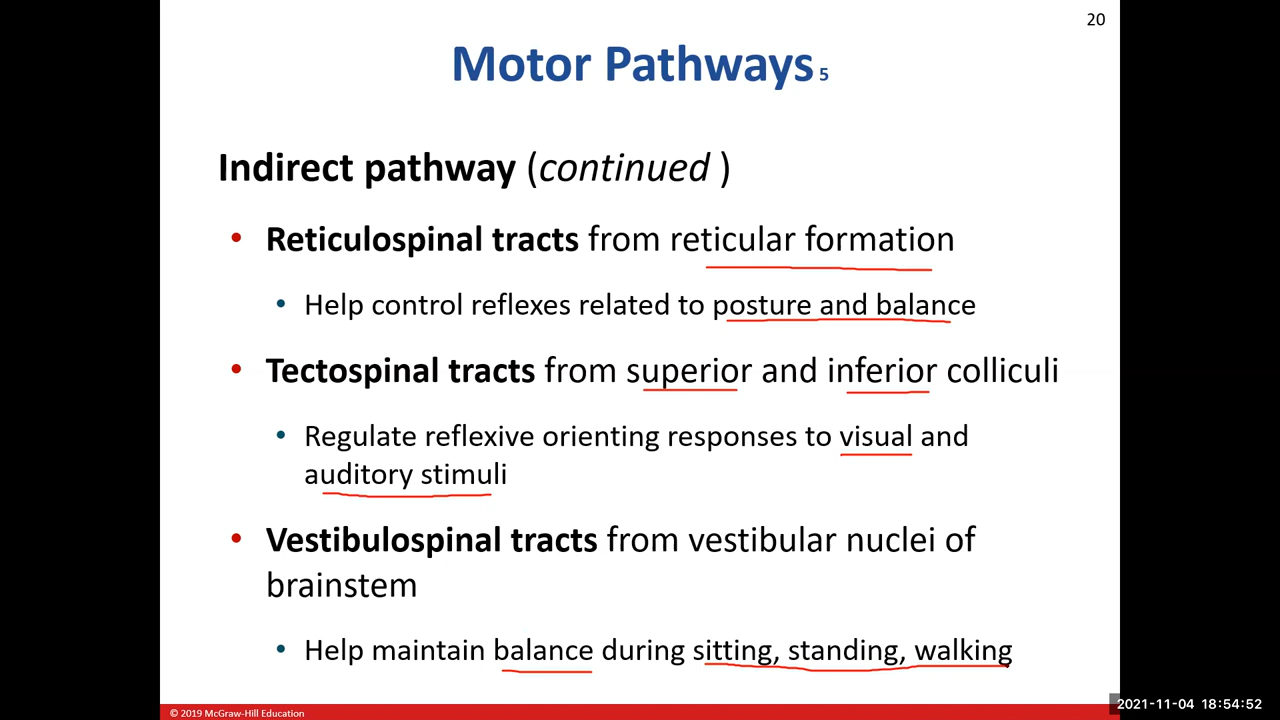 20
Motor Pathways 5
Indirect pathway (continued )
• Reticulospinal tracts from reticular formation
• Help control reflexes related to posture and balance
• Tectospinal tracts from superior and inferior colliculi
• Regulate reflexive orienting responses to visual and
auditory stimuli
• Vestibulospinal tracts from vestibular nuclei of
brainstem
• Help maintain balance during sitting, standing, walking
© 2019 McGraw-Hill Education
2021-11-04 18:54:52